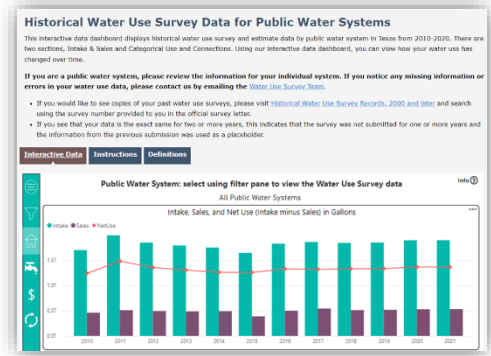 Historical Water Use Survey Data for Public Water Systems
This interactive data dashboard displays historical water use survey and estimate data by public water system in Texas from 2010-2020. There are
two sections, Intake & Sales and Categorical Use and Connections. Using our interactive data dashboard, you can view how your water use has
changed over time.
If you are a public water system, please review the information for your individual system. If you notice any missing information or
errors in your water use data, please contact us by emailing the Water Use Survey Team.
• If you would like to see copies of your past water use surveys, please visit Historical Water Use Survey Records, 2000 and later and search
using the survey number provided to you in the official survey letter.
• If you see that your data is the exact same for two or more years, this indicates that the survey was not submitted for one or more years and
the information from the previous submission was used as a placeholder.
Interactive Data Instructions Definitions
Public Water System: select using filter pane to view the Water Use Survey data
Info ?
All Public Water Systems
Intake, Sales, and Net Use (Intake minus Sales) in Gallons
Intake Sales NetUse
1.5T
1.0T
0.5T
0.0T
2010 2011 2012 2013 2014 2015 2016 2017 2018 2019 2020 2021